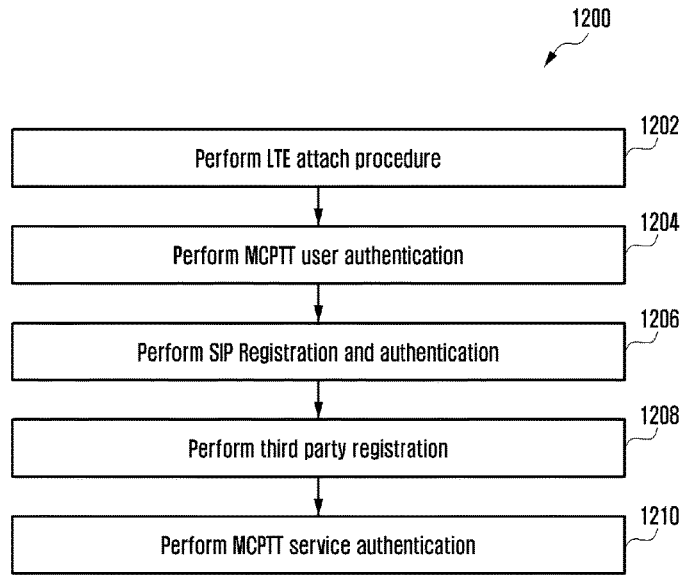 1200
1202
Perform LTE attach procedure
1204
Perform MCPTT user authentication
1206
Perform SIP Registration and authentication
1208
Perform third party registration
1210
Perform MCPTT service authentication